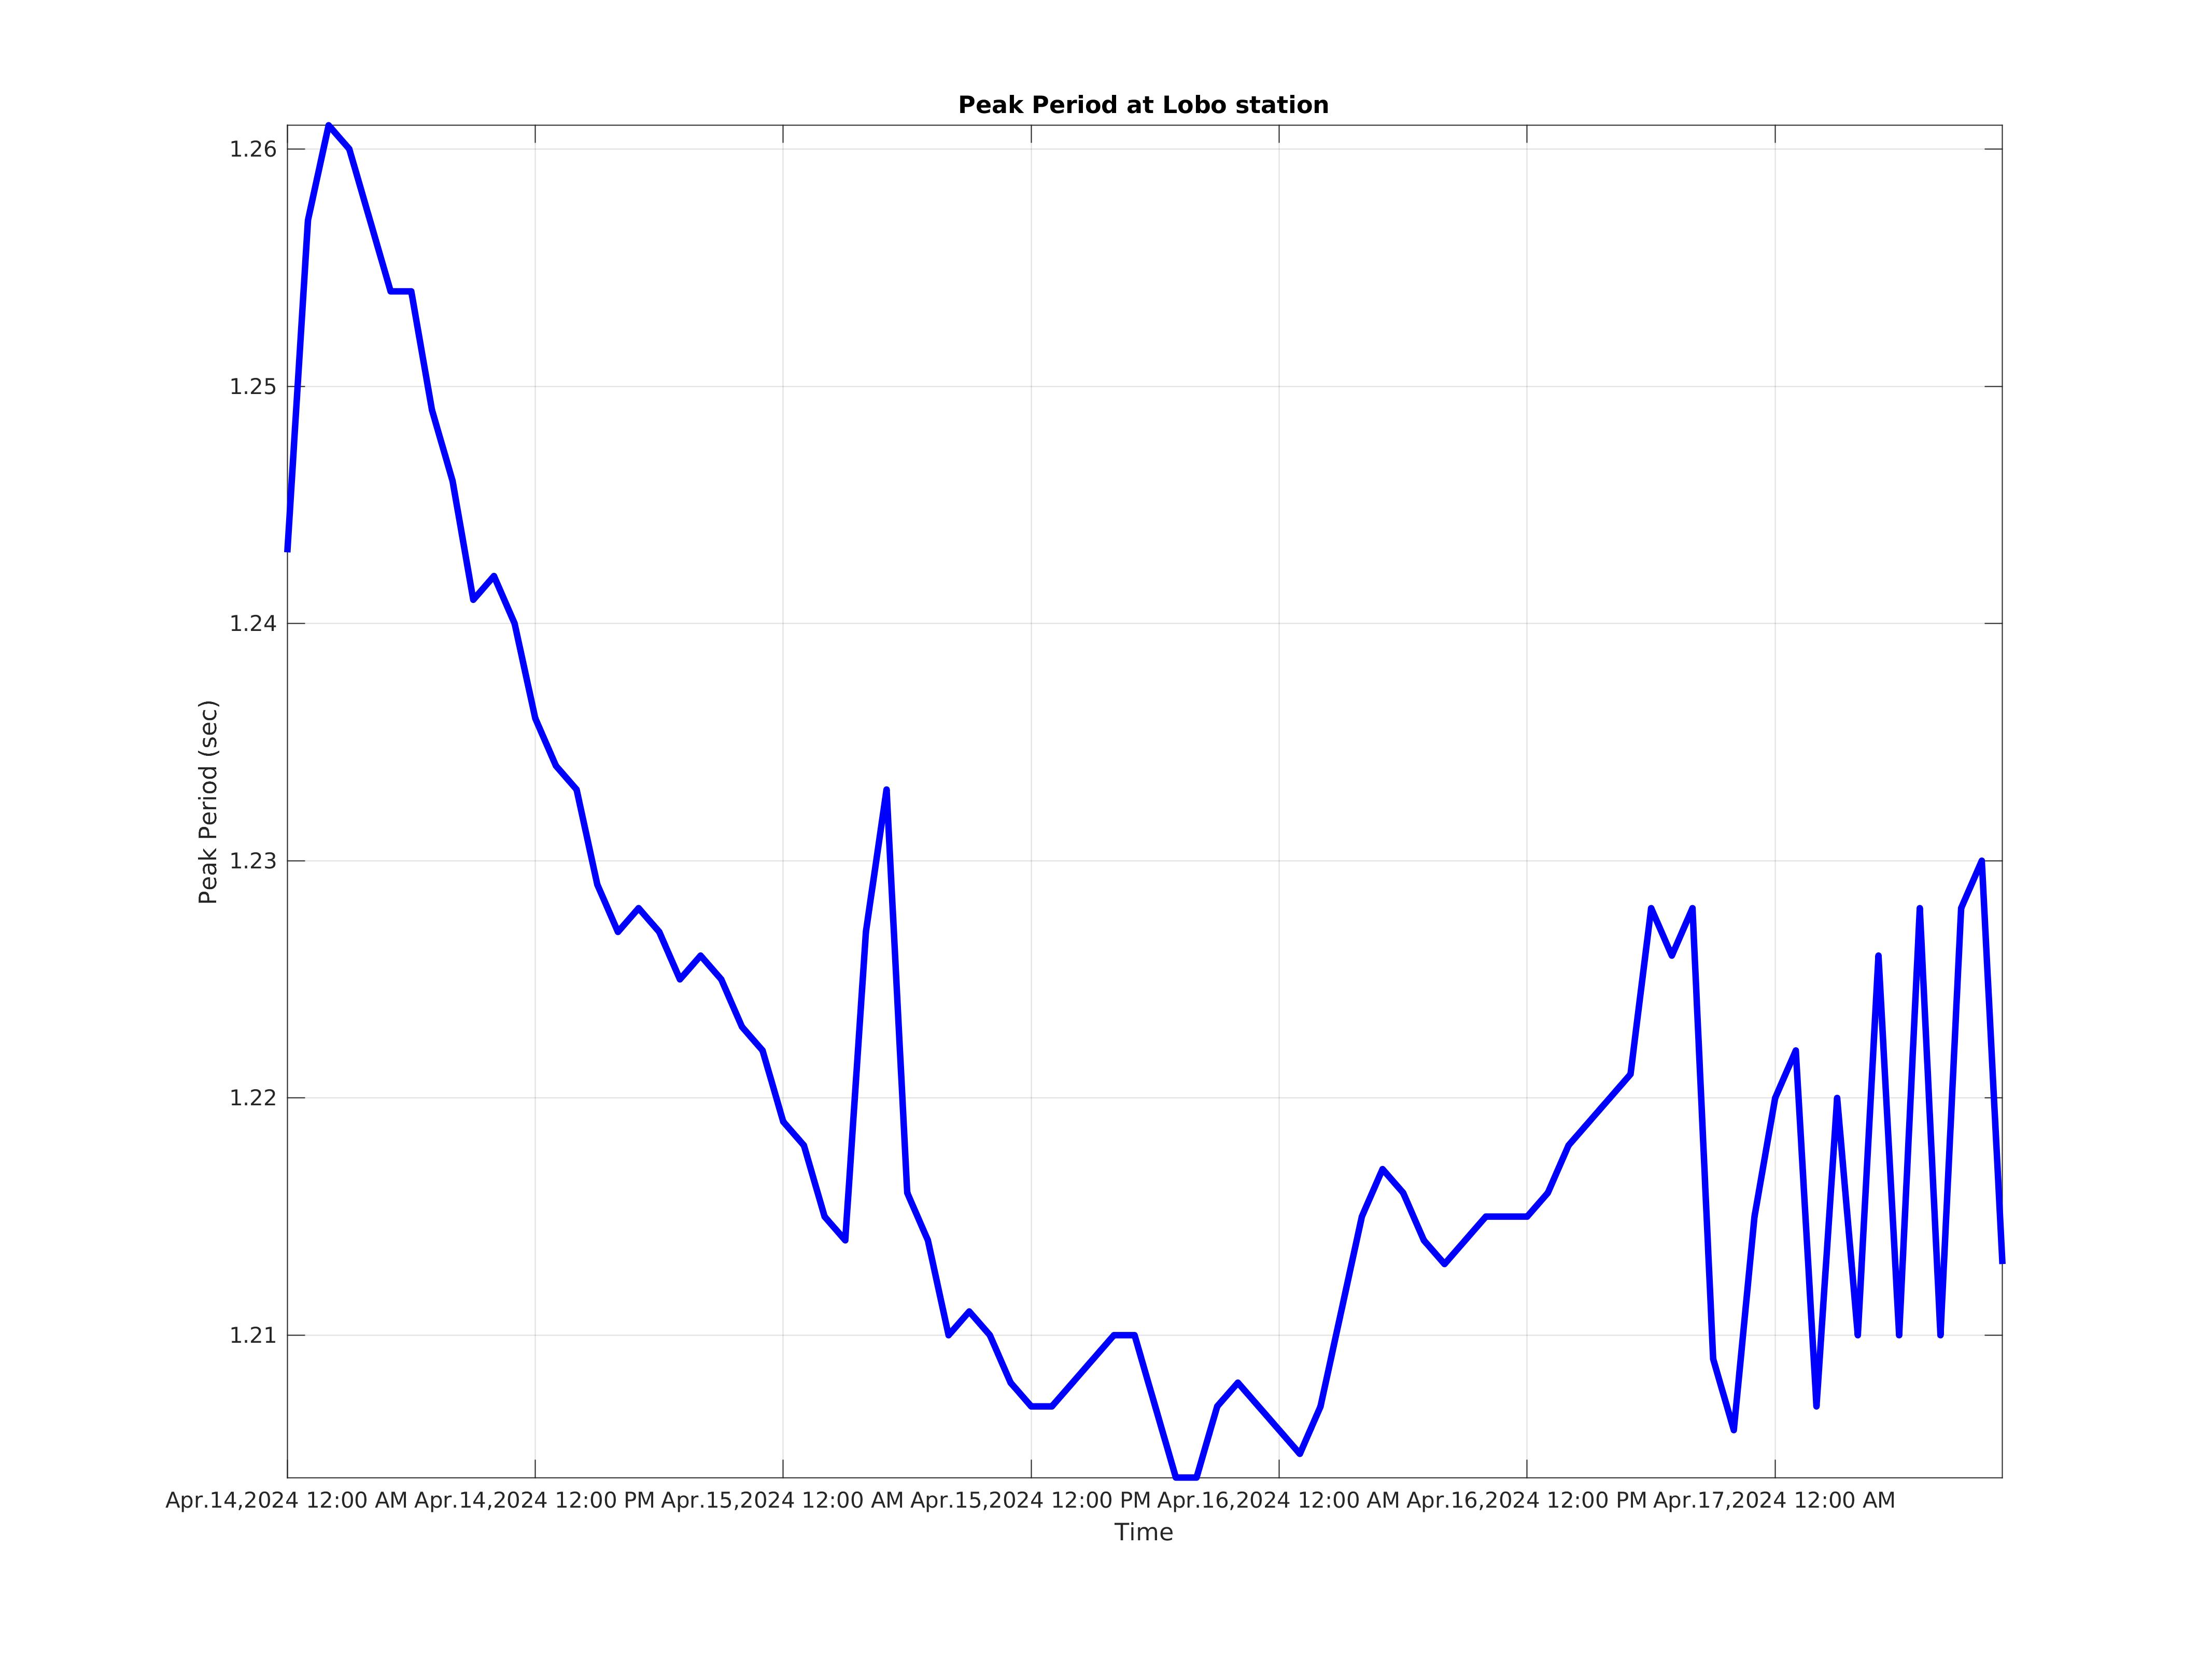 Peak Period at Lobo station
Peak Period (sec)
1.26
1.25
1.24
1.23
1.22
1.21
Apr.14,2024 12:00 AM Apr.14,2024 12:00 PM Apr.15,2024 12:00 AM Apr.15,2024 12:00 PM Apr.16,2024 12:00 AM Apr.16,2024 12:00 PM Apr.17,2024 12:00 AM
Time